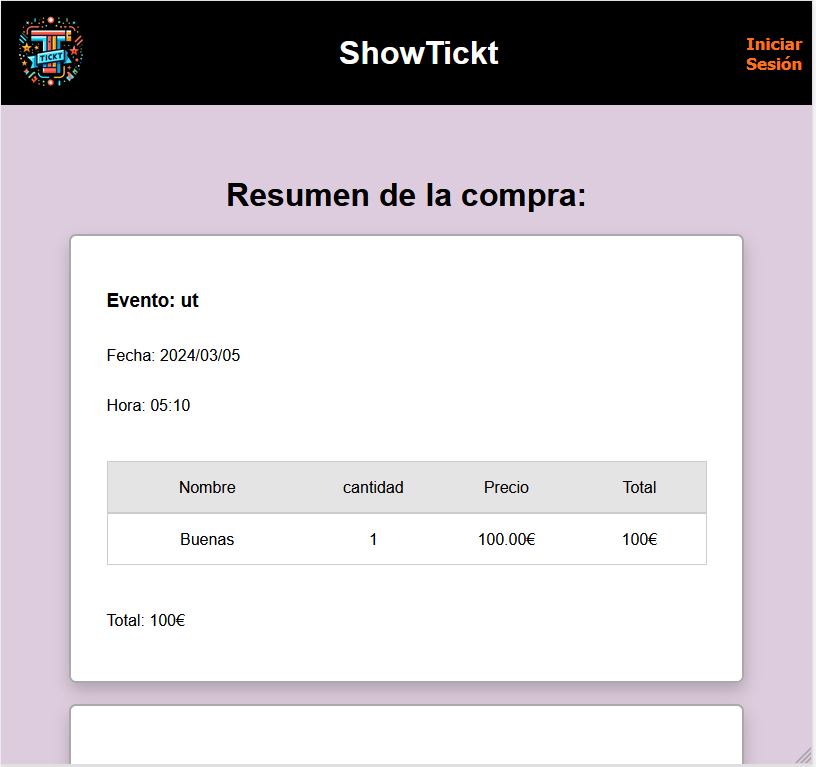 TICKT
ShowTickt
Iniciar
Sesión
Resumen de la compra:
Evento: ut
Fecha: 2024/03/05
Hora: 05:10
Nombre cantidad Precio Total
Buenas 1 100.00€ 100€
Total: 100€